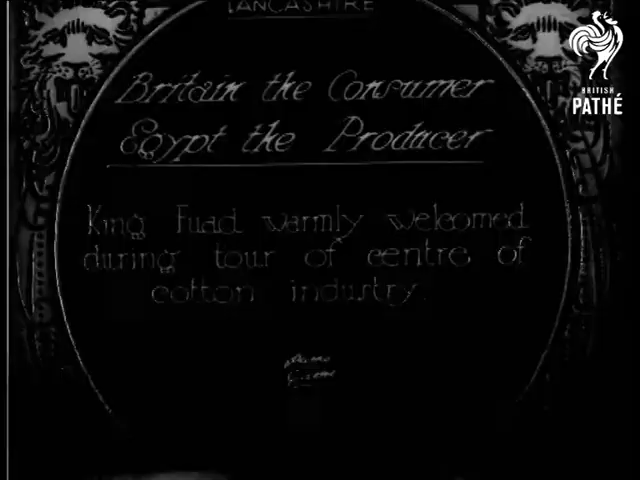 LANCASHIRE
Britain the Consumer
Egypt the Producer
King Fuad warmly welcomed
during tour of centre of
cotton industry.
BRITISH
PATHÉ